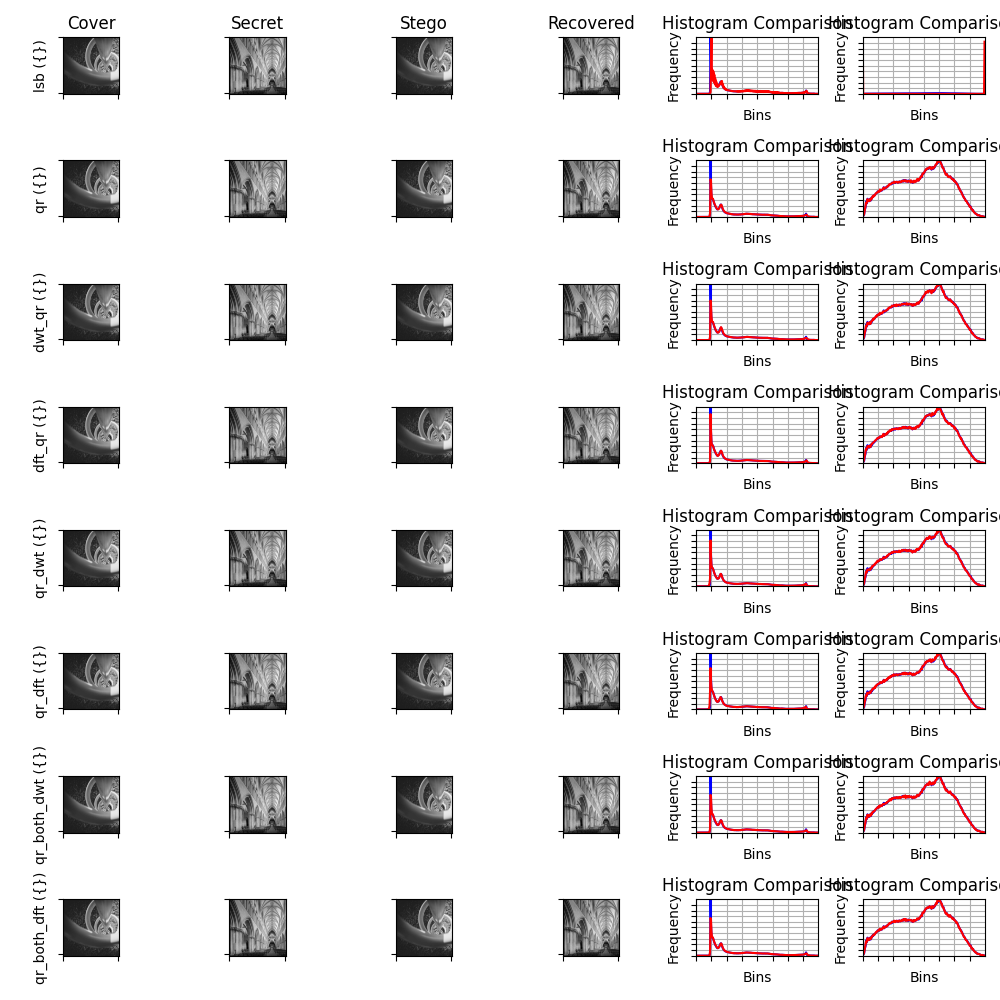 Cover Secret Stego Recovered Histogram Comparison Histogram Comparis
lsb ({}) Frequency Bins Frequency Bins
Histogram Comparison Histogram Comparis
qr ({}) Frequency Bins Frequency Bins
Histogram Comparison Histogram Comparis
dwt_qr ({}) Frequency Bins Frequency Bins
Histogram Comparison Histogram Comparis
dft_qr ({}) Frequency Bins Frequency Bins
Histogram Comparison Histogram Comparis
qr_dwt ({}) Frequency Bins Frequency Bins
Histogram Comparison Histogram Comparis
qr_dft ({}) Frequency Bins Frequency Bins
Histogram Comparison Histogram Comparis
qr_both_dwt ({}) Frequency Bins Frequency Bins
Histogram Comparison Histogram Comparis
qr_both_dft ({}) Frequency Bins Frequency Bins